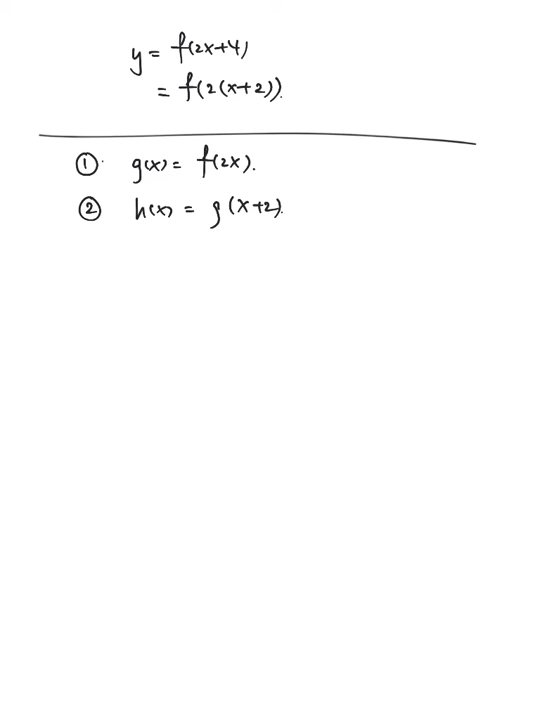 y = f(2x+4)
= f(2(x+2)).
① g(x) = f(2x).
② h(x) = g(x+2).